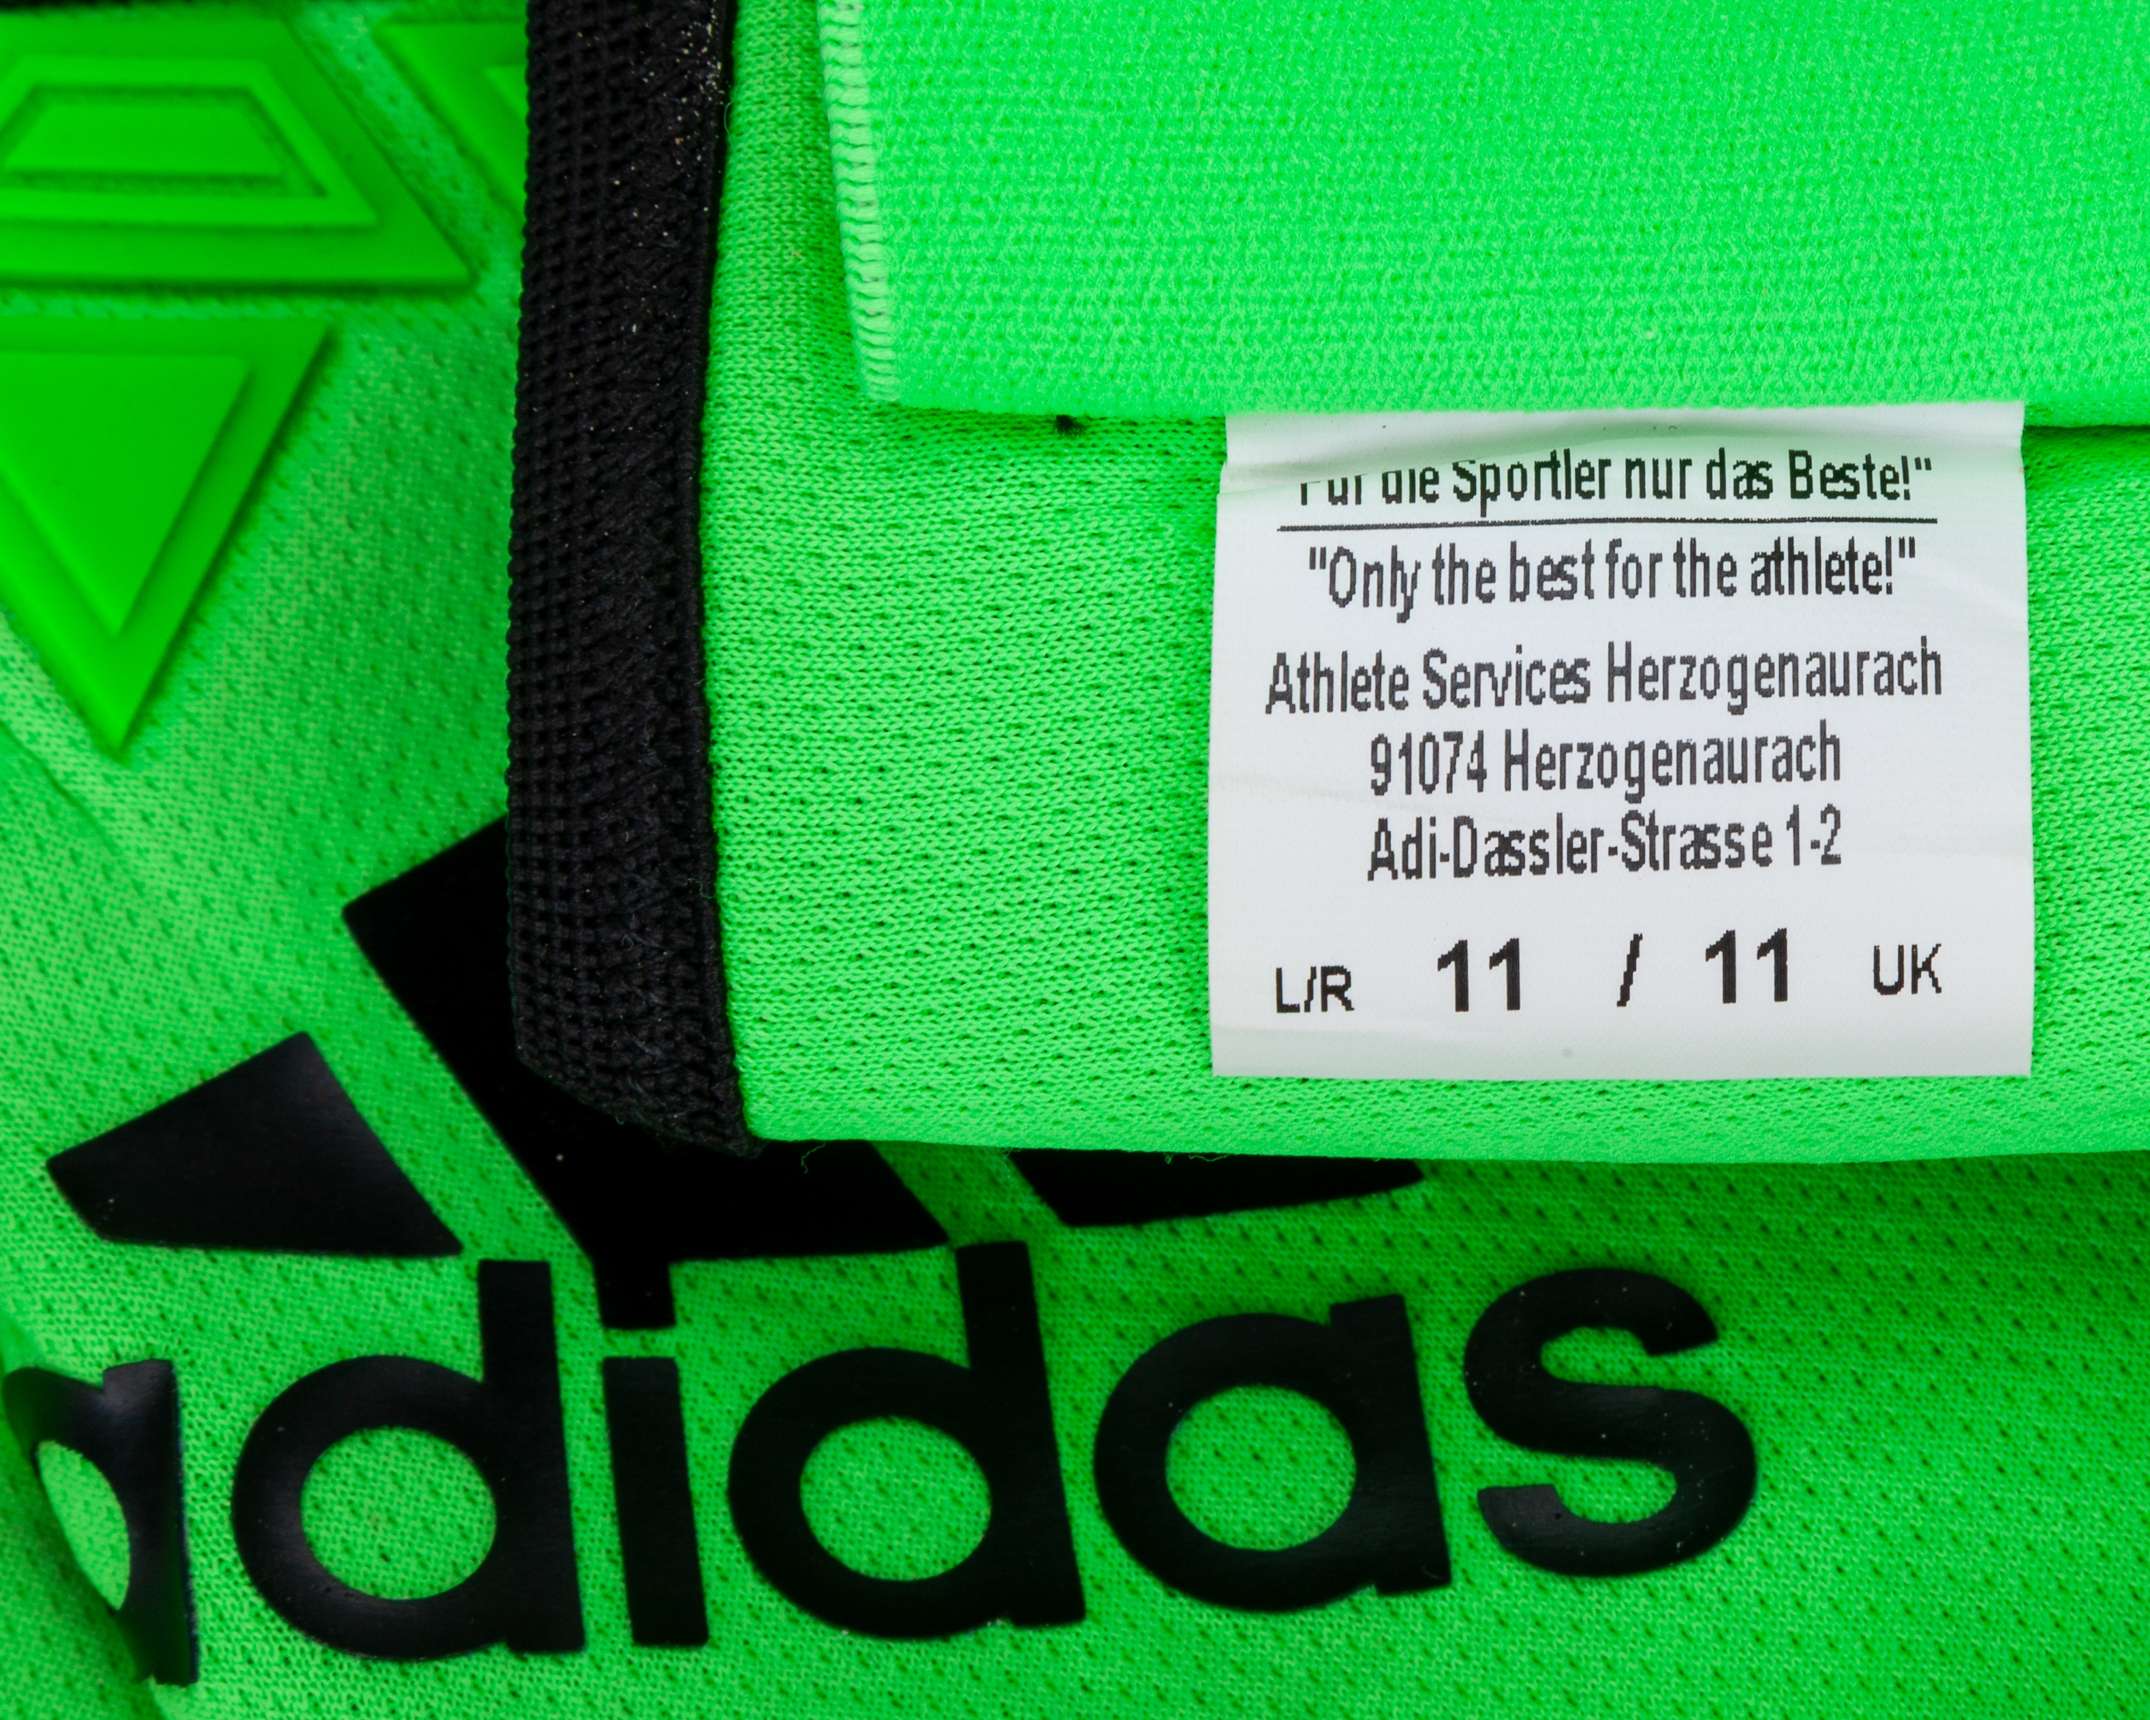 Für die Sportler nur das Beste!"
"Only the best for the athlete!"
Athlete Services Herzogenaurach
91074 Herzogenaurach
Adi-Dassler-Strasse 1-2
L/R 11 / 11 UK
adidas